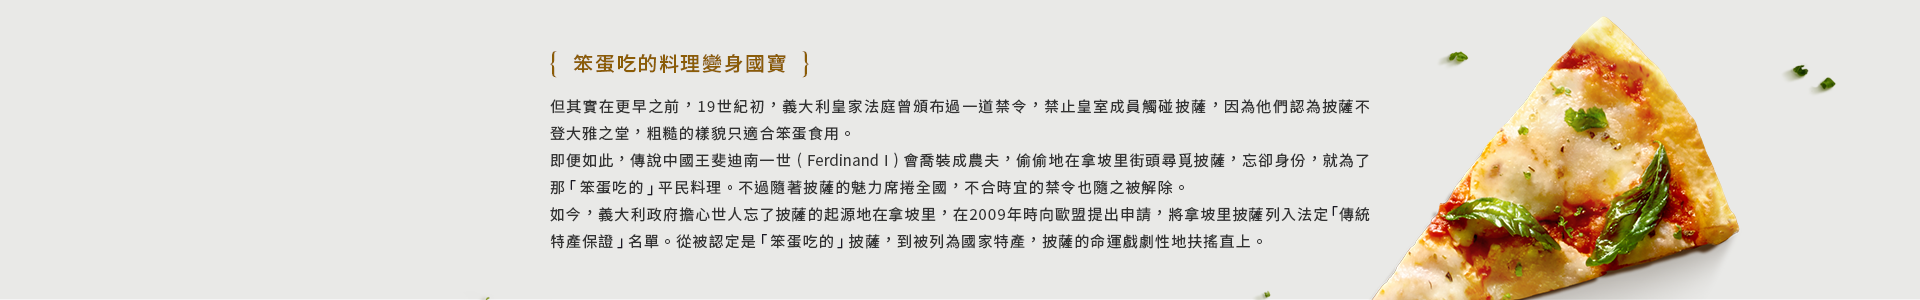 { 笨蛋吃的料理變身國寶 }
但其實在更早之前，19世紀初，義大利皇家法庭曾頒布過一道禁令，禁止皇室成員觸碰披薩，因為他們認為披薩不
登大雅之堂，粗糙的樣貌只適合笨蛋食用。
即便如此，傳說中國王斐迪南一世 ( Ferdinand I ) 會喬裝成農夫，偷偷地在拿坡里街頭尋覓披薩，忘卻身份，就為了
那「笨蛋吃的」平民料理。不過隨著披薩的魅力席捲全國，不合時宜的禁令也隨之被解除。
如今，義大利政府擔心世人忘了披薩的起源地在拿坡里，在2009年時向歐盟提出申請，將拿坡里披薩列入法定「傳統
特產保證」名單。從被認定是「笨蛋吃的」披薩，到被列為國家特產，披薩的命運戲劇性地扶搖直上。